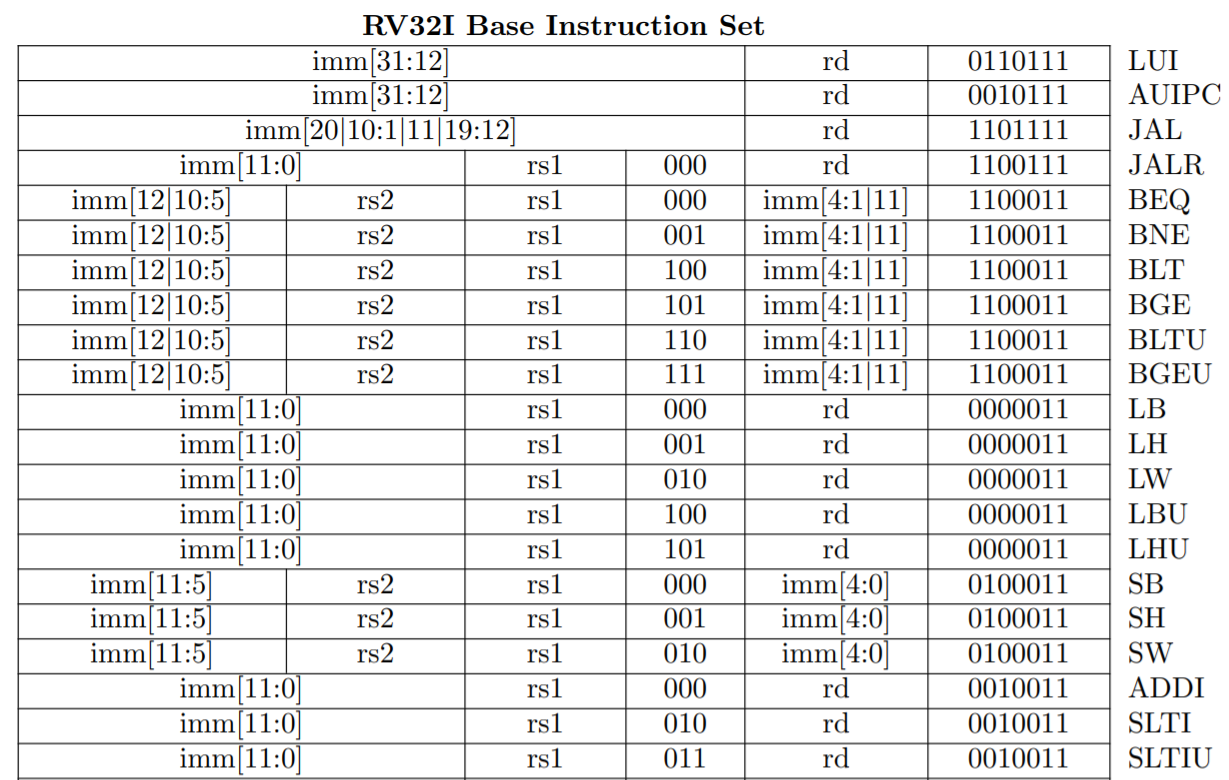 RV32I Base Instruction Set
imm[31:12] rd 0110111 LUI
imm[31:12] rd 0010111 AUIPC
imm[20|10:1|11|19:12] rd 1101111 JAL
imm[11:0] rs1 000 rd 1100111 JALR
imm[12|10:5] rs2 rs1 000 imm[4:1|11] 1100011 BEQ
imm[12|10:5] rs2 rs1 001 imm[4:1|11] 1100011 BNE
imm[12|10:5] rs2 rs1 100 imm[4:1|11] 1100011 BLT
imm[12|10:5] rs2 rs1 101 imm[4:1|11] 1100011 BGE
imm[12|10:5] rs2 rs1 110 imm[4:1|11] 1100011 BLTU
imm[12|10:5] rs2 rs1 111 imm[4:1|11] 1100011 BGEU
imm[11:0] rs1 000 rd 0000011 LB
imm[11:0] rs1 001 rd 0000011 LH
imm[11:0] rs1 010 rd 0000011 LW
imm[11:0] rs1 100 rd 0000011 LBU
imm[11:0] rs1 101 rd 0000011 LHU
imm[11:5] rs2 rs1 000 imm[4:0] 0100011 SB
imm[11:5] rs2 rs1 001 imm[4:0] 0100011 SH
imm[11:5] rs2 rs1 010 imm[4:0] 0100011 SW
imm[11:0] rs1 000 rd 0010011 ADDI
imm[11:0] rs1 010 rd 0010011 SLTI
imm[11:0] rs1 011 rd 0010011 SLTIU